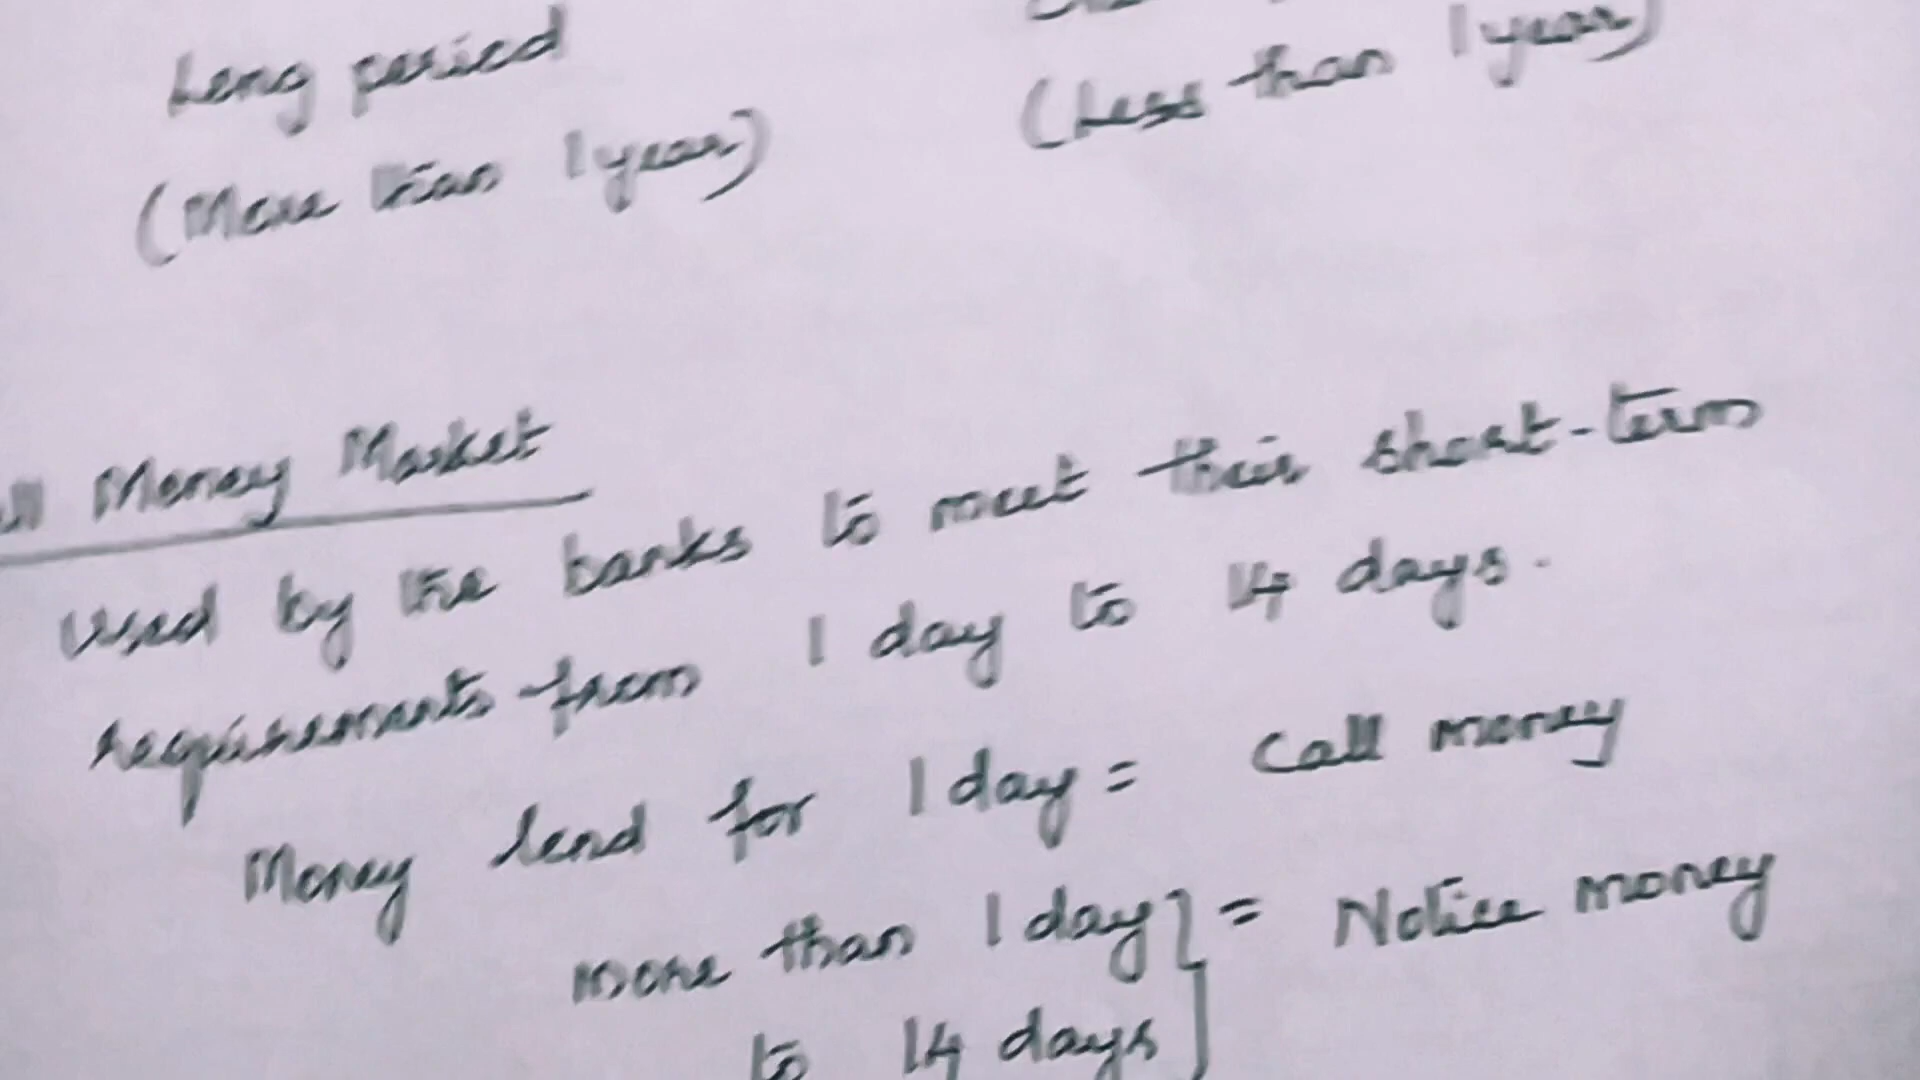 Long period
(More than 1 year)
(Less than 1 year)
Money Market
Used by the banks to meet their short-term
requirements from 1 day to 14 days.
Money lend for 1 day = Call money
more than 1 day } = Notice money
to 14 days